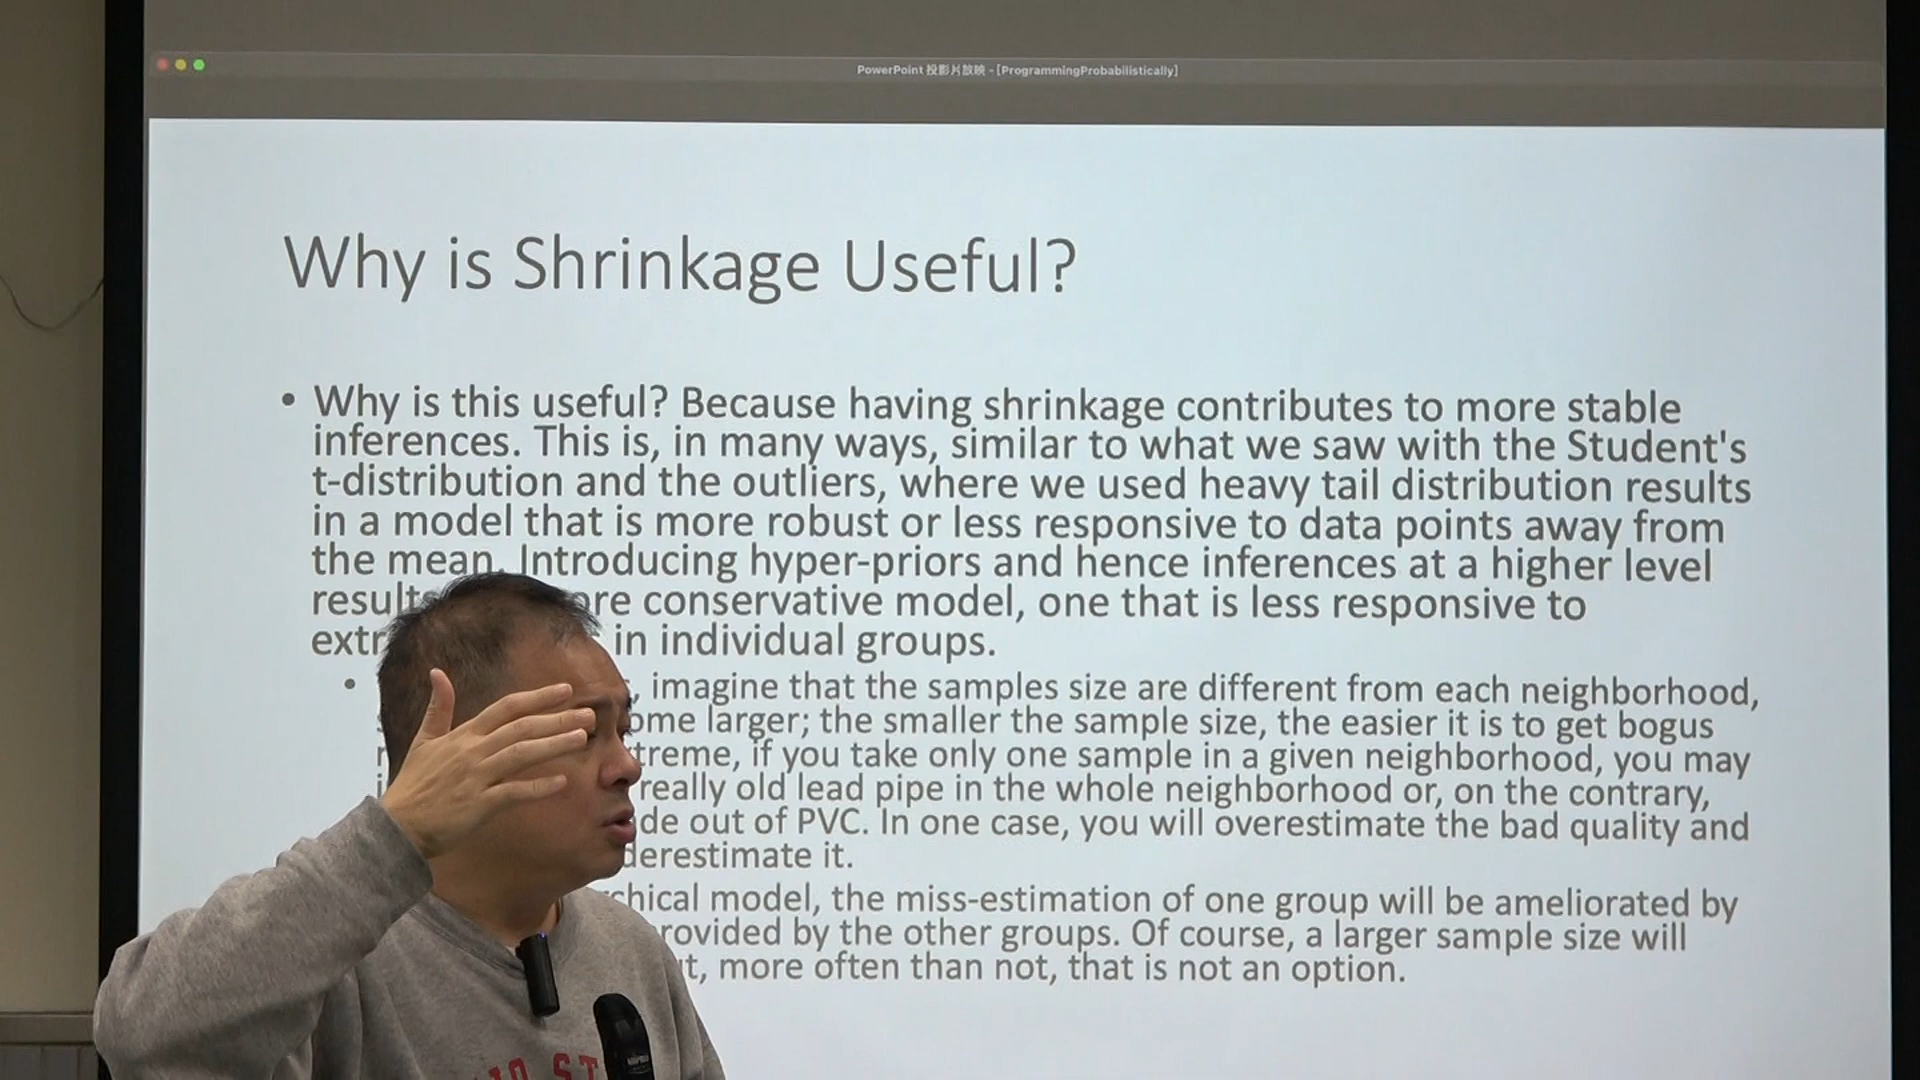 PowerPoint 投影片放映 - [ProgrammingProbabilistically]
Why is Shrinkage Useful?
• Why is this useful? Because having shrinkage contributes to more stable
inferences. This is, in many ways, similar to what we saw with the Student's
t-distribution and the outliers, where we used heavy tail distribution results
in a model that is more robust or less responsive to data points away from
the mean. Introducing hyper-priors and hence inferences at a higher level
conservative model, one that is less responsive to
in individual groups.
• , imagine that the samples size are different from each neighborhood,
larger; the smaller the sample size, the easier it is to get bogus
if you take only one sample in a given neighborhood, you may
really old lead pipe in the whole neighborhood or, on the contrary,
out of PVC. In one case, you will overestimate the bad quality and
it.
model, the miss-estimation of one group will be ameliorated by
by the other groups. Of course, a larger sample size will
more often than not, that is not an option.